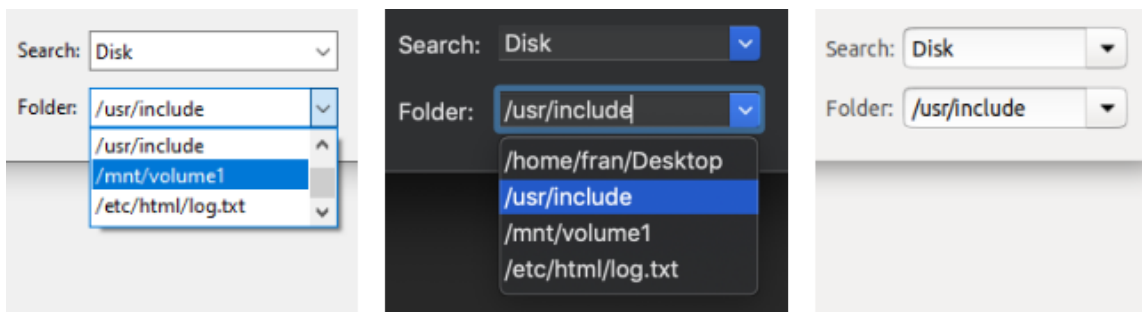 Search: Disk
Folder: /usr/include
/usr/include
/mnt/volume1
/etc/html/log.txt
Search: Disk
Folder: /usr/include
/home/fran/Desktop
/usr/include
/mnt/volume1
/etc/html/log.txt
Search: Disk
Folder: /usr/include